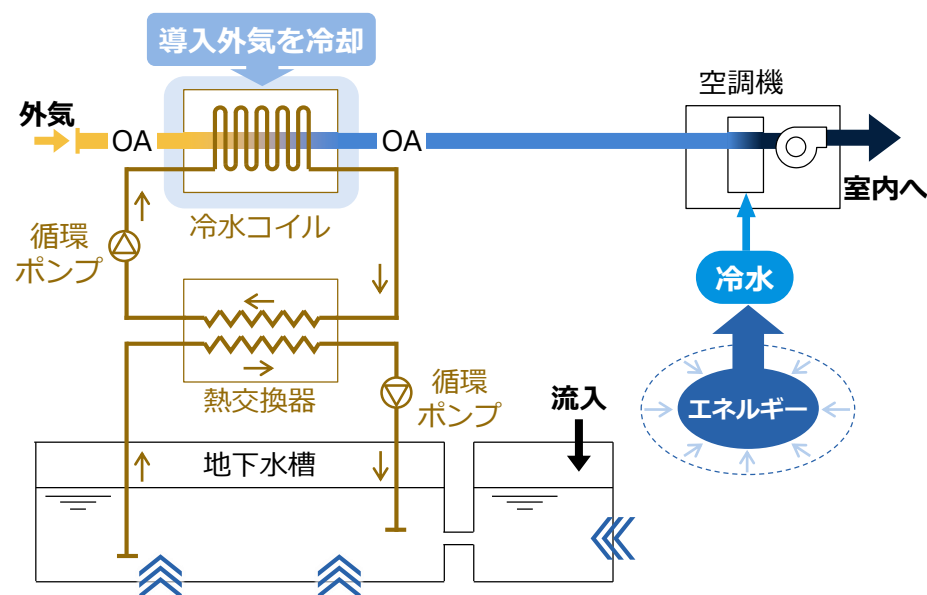 導入外気を冷却
空調機
外気
OA
OA
室内へ
冷水コイル
循環
ポンプ
冷水
熱交換器
循環
ポンプ
流入
エネルギー
地下水槽